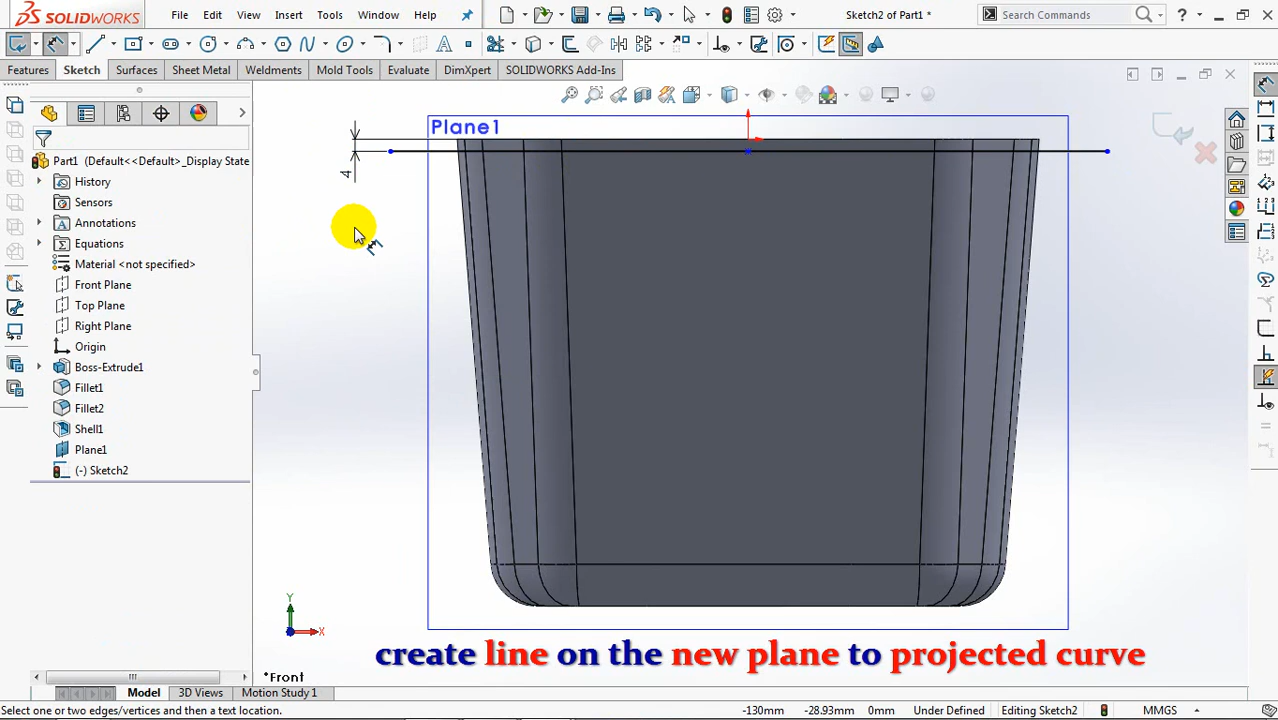 SOLIDWORKS File Edit View Insert Tools Window Help Sketch2 of Part1 * Search Commands ?
Features Sketch Surfaces Sheet Metal Weldments Mold Tools Evaluate DimXpert SOLIDWORKS Add-Ins
Part1 (Default<<Default>_Display State
History
Sensors
Annotations
Equations
Material <not specified>
Front Plane
Top Plane
Right Plane
Origin
Boss-Extrude1
Fillet1
Fillet2
Shell1
Plane1
(-) Sketch2
Plane1
4
Y
X
create line on the new plane to projected curve
*Front
Model 3D Views Motion Study 1
Select one or two edges/vertices and then a text location. -130mm -28.93mm 0mm Under Defined Editing Sketch2 MMGS